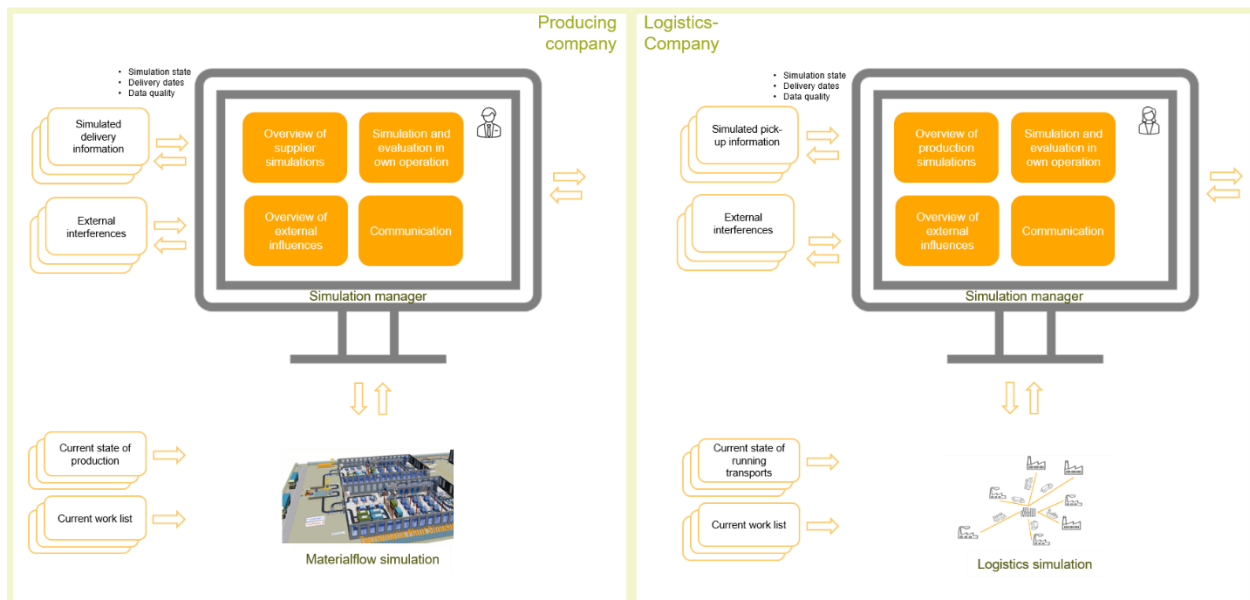 Producing
company
• Simulation state
• Delivery dates
• Data quality
Simulated
delivery
information
External
interferences
Overview of
supplier
simulations
Simulation and
evaluation in
own operation
Overview of
external
influences
Communication
Simulation manager
Current state of
production
Current work list
Materialflow simulation
Logistics-
Company
• Simulation state
• Delivery dates
• Data quality
Simulated pick-
up information
External
interferences
Overview of
production
simulations
Simulation and
evaluation in
own operation
Overview of
external
influences
Communication
Simulation manager
Current state of
running
transports
Current work list
Logistics simulation